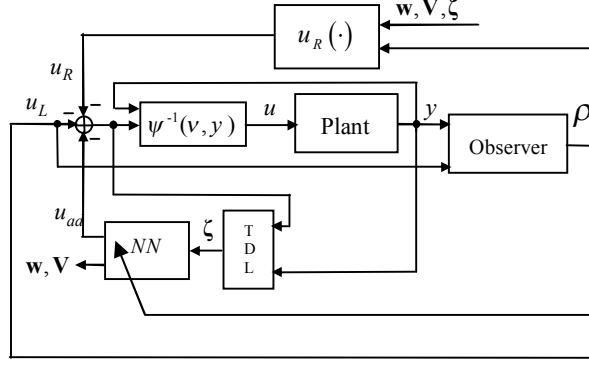 w, V, ζ
u_R(·)
u_R
u_L
−
−
−
ψ⁻¹(ν, y)
u
Plant
y
Observer
ρ
u_ad
NN
ζ
T
D
L
w, V